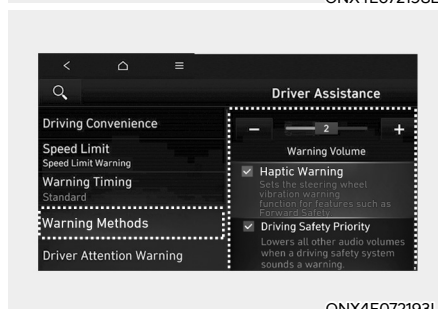 Driver Assistance
Driving Convenience
Speed Limit
Speed Limit Warning
Warning Timing
Standard
Warning Methods
Driver Attention Warning
− 2 +
Warning Volume
Haptic Warning
Sets the steering wheel
vibration warning
function for features such as
Forward Safety
Driving Safety Priority
Lowers all other audio volumes
when a driving safety system
sounds a warning.